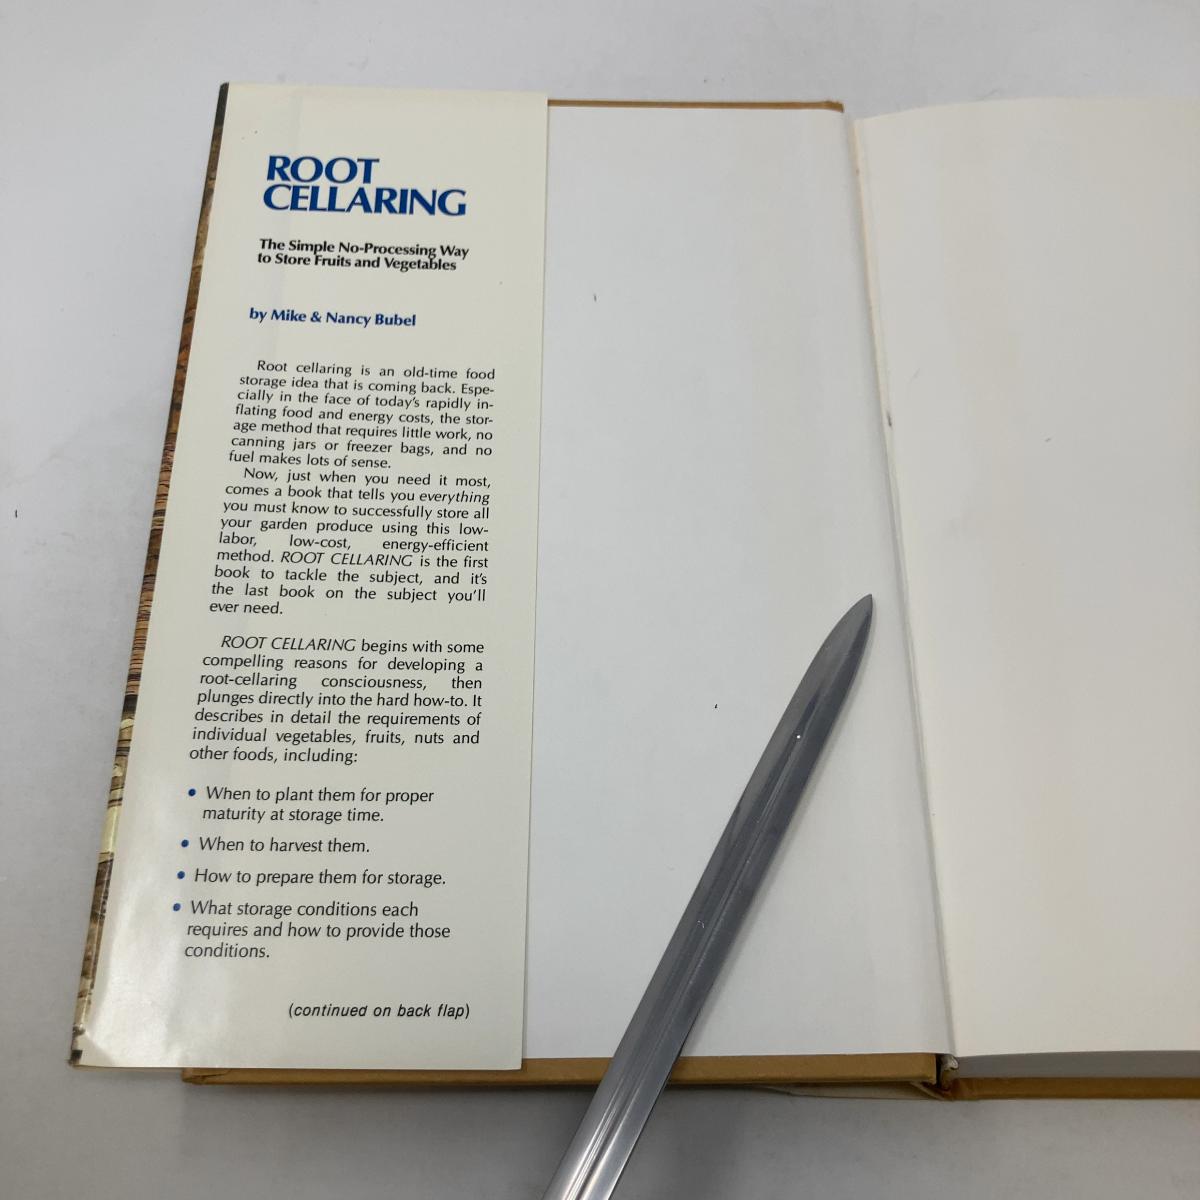 ROOT
CELLARING
The Simple No-Processing Way
to Store Fruits and Vegetables
by Mike & Nancy Bubel
Root cellaring is an old-time food
storage idea that is coming back. Espe-
cially in the face of today's rapidly in-
flating food and energy costs, the stor-
age method that requires little work, no
canning jars or freezer bags, and no
fuel makes lots of sense.
Now, just when you need it most,
comes a book that tells you everything
you must know to successfully store all
your garden produce using this low-
labor, low-cost, energy-efficient
method. ROOT CELLARING is the first
book to tackle the subject, and it's
the last book on the subject you'll
ever need.
ROOT CELLARING begins with some
compelling reasons for developing a
root-cellaring consciousness, then
plunges directly into the hard how-to. It
describes in detail the requirements of
individual vegetables, fruits, nuts and
other foods, including:
• When to plant them for proper
maturity at storage time.
• When to harvest them.
• How to prepare them for storage.
• What storage conditions each
requires and how to provide those
conditions.
(continued on back flap)